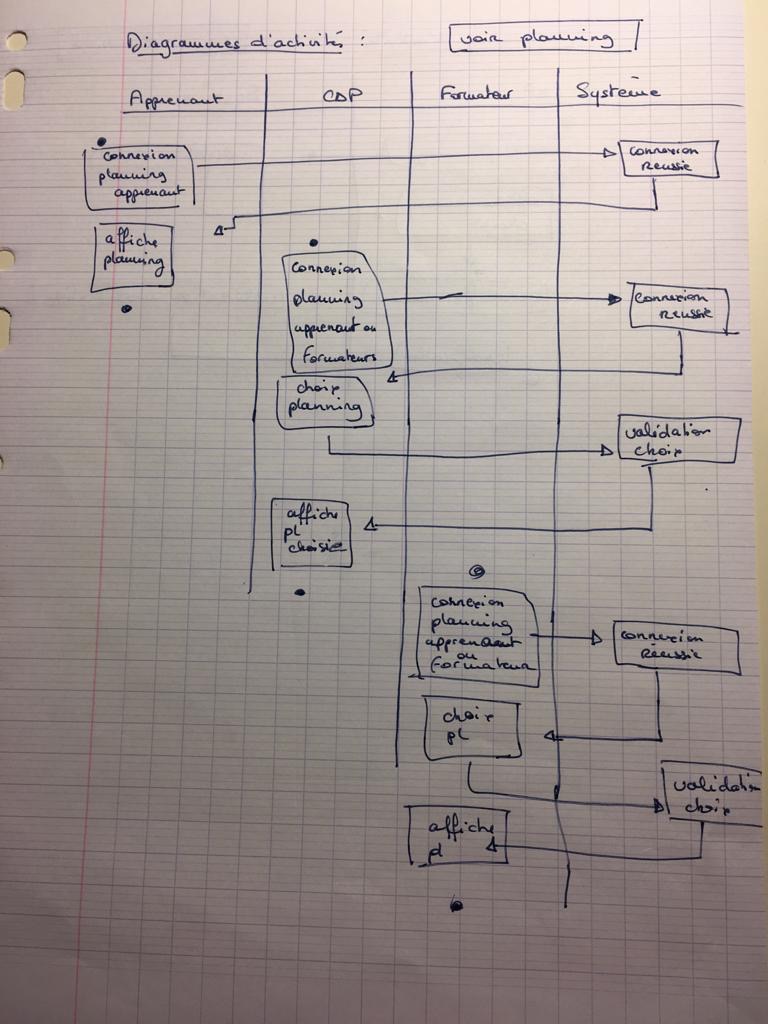 Diagrammes d'activités :
voir planning
Apprenant
CDP
Formateur
Système
connexion
planning
apprenant
connexion
reussie
affiche
planning
connexion
planning
apprenant ou
Formateurs
connexion
reussie
choix
planning
validation
choix
affiche
pl
choisie
connexion
planning
apprenant
ou
Formateur
connexion
réussie
choix
pl
validation
choix
affiche
pl